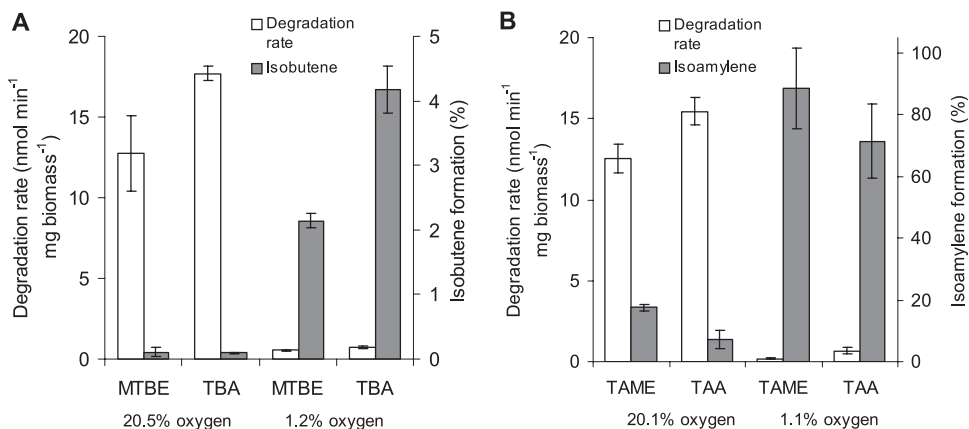 A
Degradation rate
Isobutene
Degradation rate (nmol min⁻¹
mg biomass⁻¹)
20
15
10
5
0
Isobutene formation (%)
5
4
3
2
1
0
MTBE TBA MTBE TBA
20.5% oxygen 1.2% oxygen
B
Degradation rate
Isoamylene
Degradation rate (nmol min⁻¹
mg biomass⁻¹)
20
15
10
5
0
Isoamylene formation (%)
100
80
60
40
20
0
TAME TAA TAME TAA
20.1% oxygen 1.1% oxygen